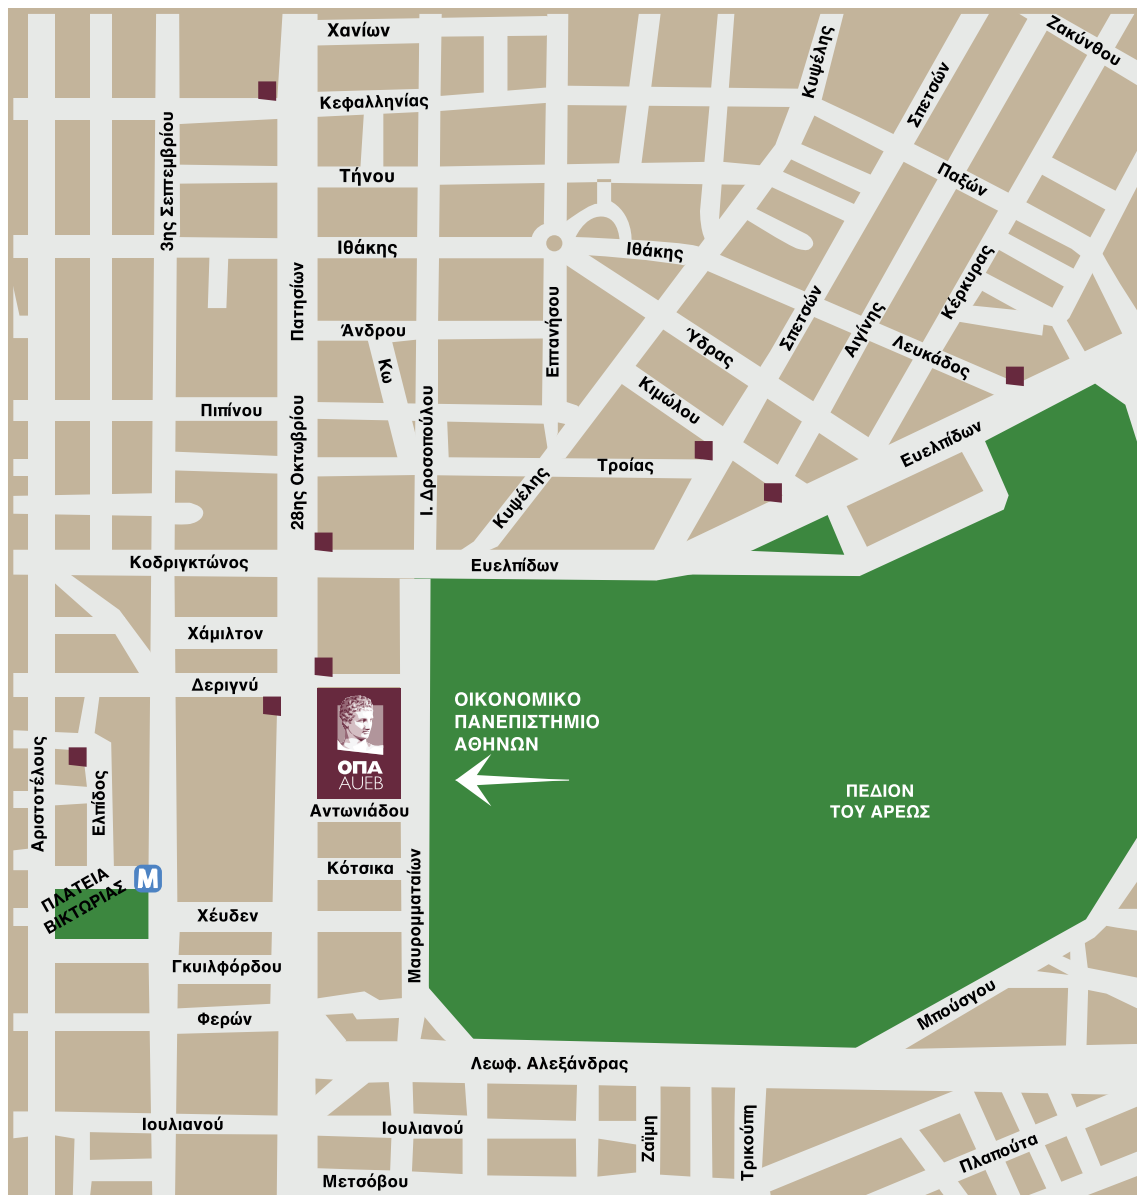 Χανίων
Κυψέλης
Ζακύνθου
Σπετσών
Κεφαλληνίας
3ης Σεπτεμβρίου
Τήνου
Παξών
Ιθάκης
Ιθάκης
Κέρκυρας
Πατησίων
Επανήσου
Σπετσών
Αιγίνης
Άνδρου
Ύδρας
Λευκάδος
Κω
Κιμώλου
Πιπίνου
28ης Οκτωβρίου
Ι. Δροσοπούλου
Ευελπίδων
Τροίας
Κυψέλης
Κοδριγκτώνος
Ευελπίδων
Χάμιλτον
Δεριγνύ
ΟΙΚΟΝΟΜΙΚΟ
ΠΑΝΕΠΙΣΤΗΜΙΟ
ΑΘΗΝΩΝ
ΟΠΑ
AUEB
Αριστοτέλους
Ελπίδος
ΠΕΔΙΟΝ
ΤΟΥ ΑΡΕΩΣ
Αντωνιάδου
Κότσικα
M
ΠΛΑΤΕΙΑ
ΒΙΚΤΩΡΙΑΣ
Μαυρομματαίων
Χέυδεν
Γκυιλφόρδου
Φερών
Μπούσγου
Λεωφ. Αλεξάνδρας
Ιουλιανού
Ιουλιανού
Ζαϊμη
Τρικούπη
Πλαπούτα
Μετσόβου